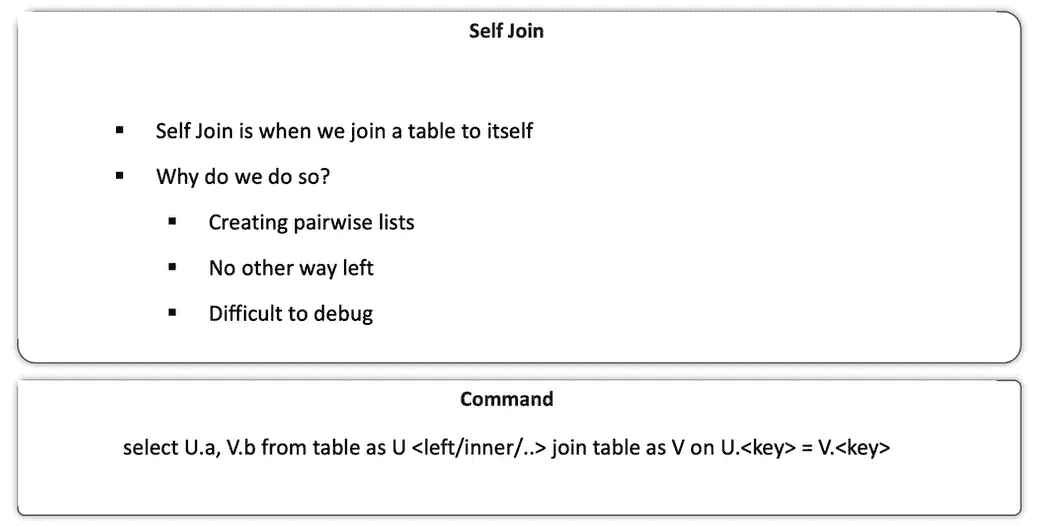 Self Join
▪ Self Join is when we join a table to itself
▪ Why do we do so?
▪ Creating pairwise lists
▪ No other way left
▪ Difficult to debug
Command
select U.a, V.b from table as U <left/inner/..> join table as V on U.<key> = V.<key>